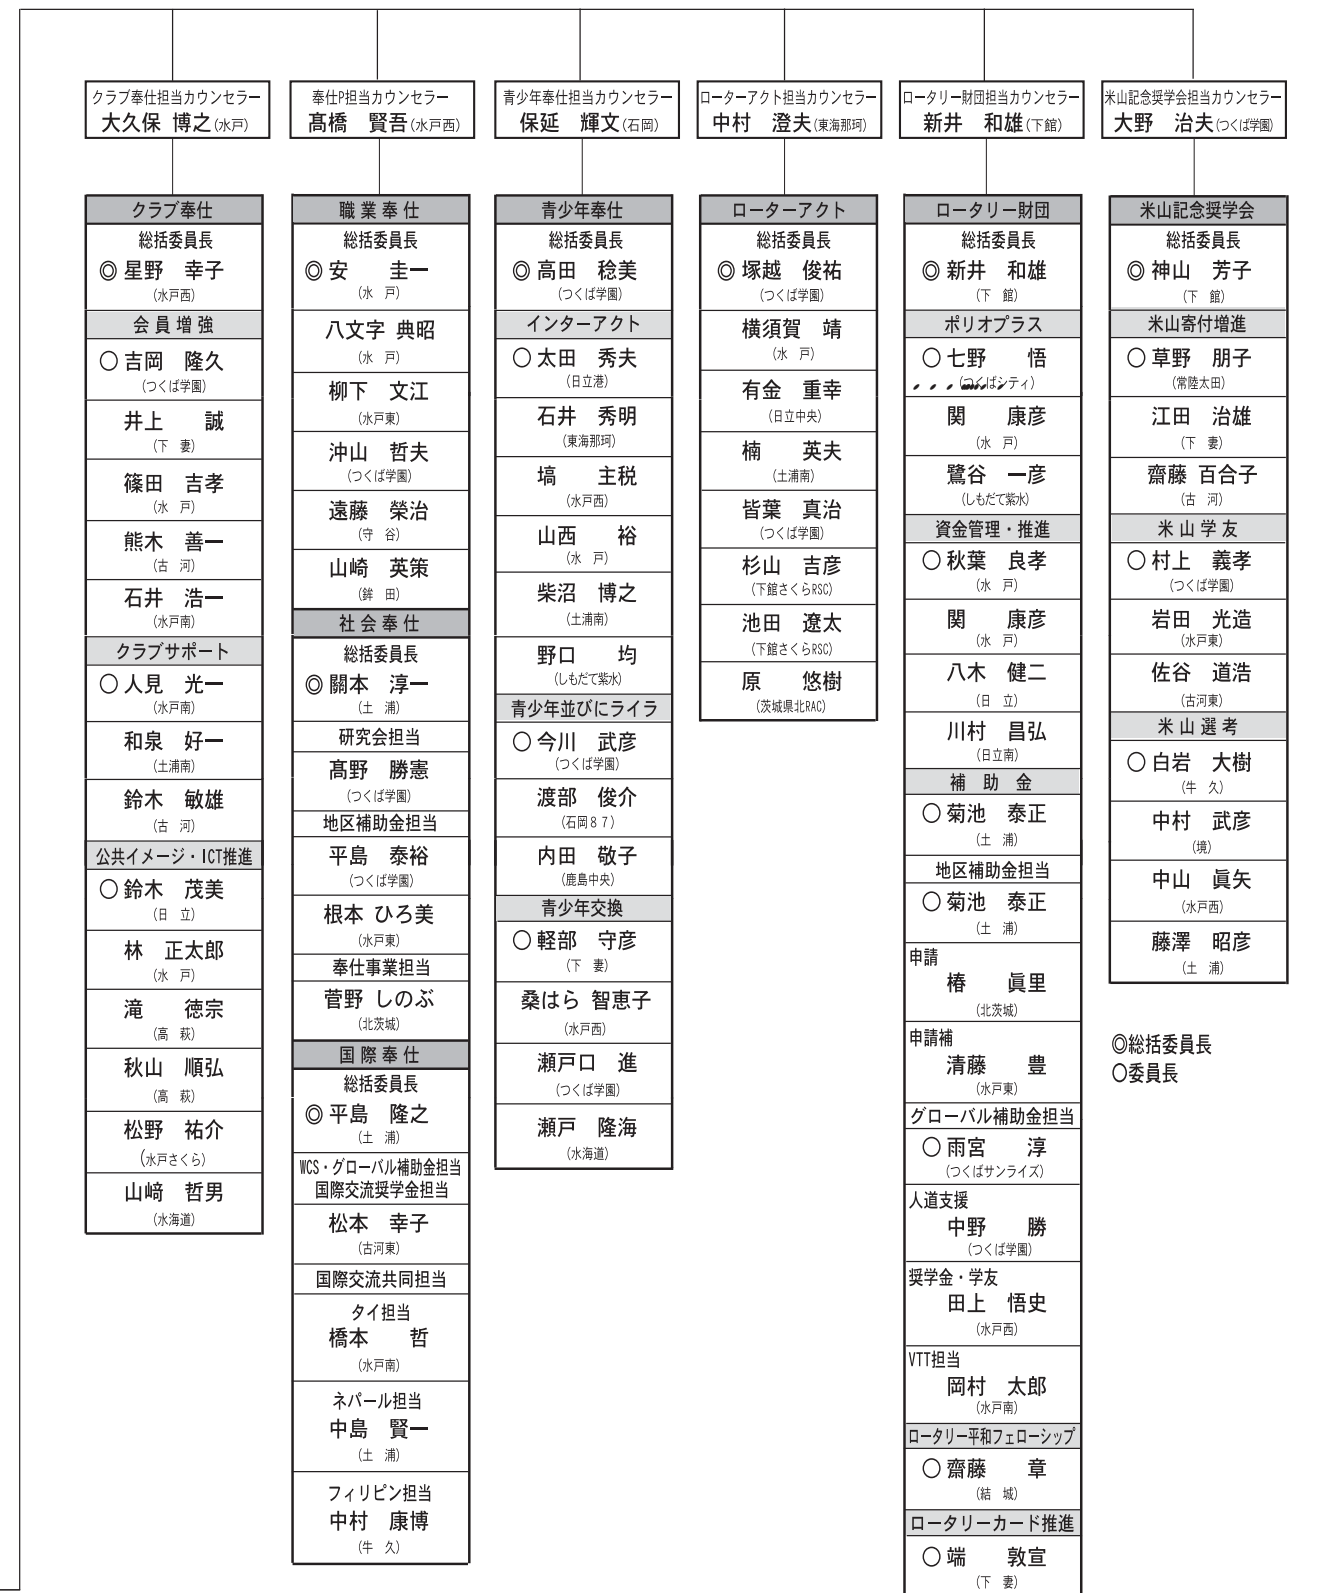 クラブ奉仕担当カウンセラー
大久保 博之(水戸)
クラブ奉仕
総括委員長
◎星野 幸子
(水戸西)
会員増強
○吉岡 隆久
(つくば学園)
井上 誠
(下 妻)
篠田 吉孝
(水 戸)
熊木 善一
(古 河)
石井 浩一
(水戸南)
クラブサポート
○人見 光一
(水戸南)
和泉 好一
(土浦南)
鈴木 敏雄
(古 河)
公共イメージ・ICT推進
○鈴木 茂美
(日 立)
林 正太郎
(水 戸)
滝 徳宗
(高 萩)
秋山 順弘
(高 萩)
松野 祐介
(水戸さくら)
山﨑 哲男
(水海道)
奉仕P担当カウンセラー
髙橋 賢吾(水戸西)
職業奉仕
総括委員長
◎安 圭一
(水 戸)
八文字 典昭
(水 戸)
柳下 文江
(水戸東)
沖山 哲夫
(つくば学園)
遠藤 榮治
(守 谷)
山崎 英策
(鉾 田)
社会奉仕
総括委員長
◎關本 淳一
(土 浦)
研究会担当
髙野 勝憲
(つくば学園)
地区補助金担当
平島 泰裕
(つくば学園)
根本 ひろ美
(水戸東)
奉仕事業担当
菅野 しのぶ
(北茨城)
国際奉仕
総括委員長
◎平島 隆之
(土 浦)
WCS・グローバル補助金担当
国際交流奨学金担当
松本 幸子
(古河東)
国際交流共同担当
タイ担当
橋本 哲
(水戸南)
ネパール担当
中島 賢一
(土 浦)
フィリピン担当
中村 康博
(牛 久)
青少年奉仕担当カウンセラー
保延 輝文(石岡)
青少年奉仕
総括委員長
◎高田 稔美
(つくば学園)
インターアクト
○太田 秀夫
(日立港)
石井 秀明
(東海那珂)
塙 主税
(水戸西)
山西 裕
(水 戸)
柴沼 博之
(土浦南)
野口 均
(しもだて紫水)
青少年並びにライラ
○今川 武彦
(つくば学園)
渡部 俊介
(石岡87)
内田 敬子
(鹿島中央)
青少年交換
○軽部 守彦
(下 妻)
桑はら 智恵子
(水戸西)
瀬戸口 進
(つくば学園)
瀬戸 隆海
(水海道)
ローターアクト担当カウンセラー
中村 澄夫(東海那珂)
ローターアクト
総括委員長
◎塚越 俊祐
(つくば学園)
横須賀 靖
(水 戸)
有金 重幸
(日立中央)
楠 英夫
(土浦南)
皆葉 真治
(つくば学園)
杉山 吉彦
(下館さくらRSC)
池田 遼太
(下館さくらRSC)
原 悠樹
(茨城県北RAC)
ロータリー財団担当カウンセラー
新井 和雄(下館)
ロータリー財団
総括委員長
◎新井 和雄
(下 館)
ポリオプラス
○七野 悟
(つくばシティ)
関 康彦
(水 戸)
鷺谷 一彦
(しもだて紫水)
資金管理・推進
○秋葉 良孝
(水 戸)
関 康彦
(水 戸)
八木 健二
(日 立)
川村 昌弘
(日立南)
補助金
○菊池 泰正
(土 浦)
地区補助金担当
○菊池 泰正
(土 浦)
申請
椿 眞里
(北茨城)
申請補
清藤 豊
(水戸東)
グローバル補助金担当
○雨宮 淳
(つくばサンライズ)
人道支援
中野 勝
(つくば学園)
奨学金・学友
田上 悟史
(水戸西)
VTT担当
岡村 太郎
(水戸南)
ロータリー平和フェローシップ
○齋藤 章
(結 城)
ロータリーカード推進
○端 敦宣
(下 妻)
米山記念奨学会担当カウンセラー
大野 治夫(つくば学園)
米山記念奨学会
総括委員長
◎神山 芳子
(下 館)
米山寄付増進
○草野 朋子
(常陸太田)
江田 治雄
(下 妻)
齋藤 百合子
(古 河)
米山学友
○村上 義孝
(つくば学園)
岩田 光造
(水戸東)
佐谷 道浩
(古河東)
米山選考
○白岩 大樹
(牛 久)
中村 武彦
(境)
中山 眞矢
(水戸西)
藤澤 昭彦
(土 浦)
◎総括委員長
○委員長